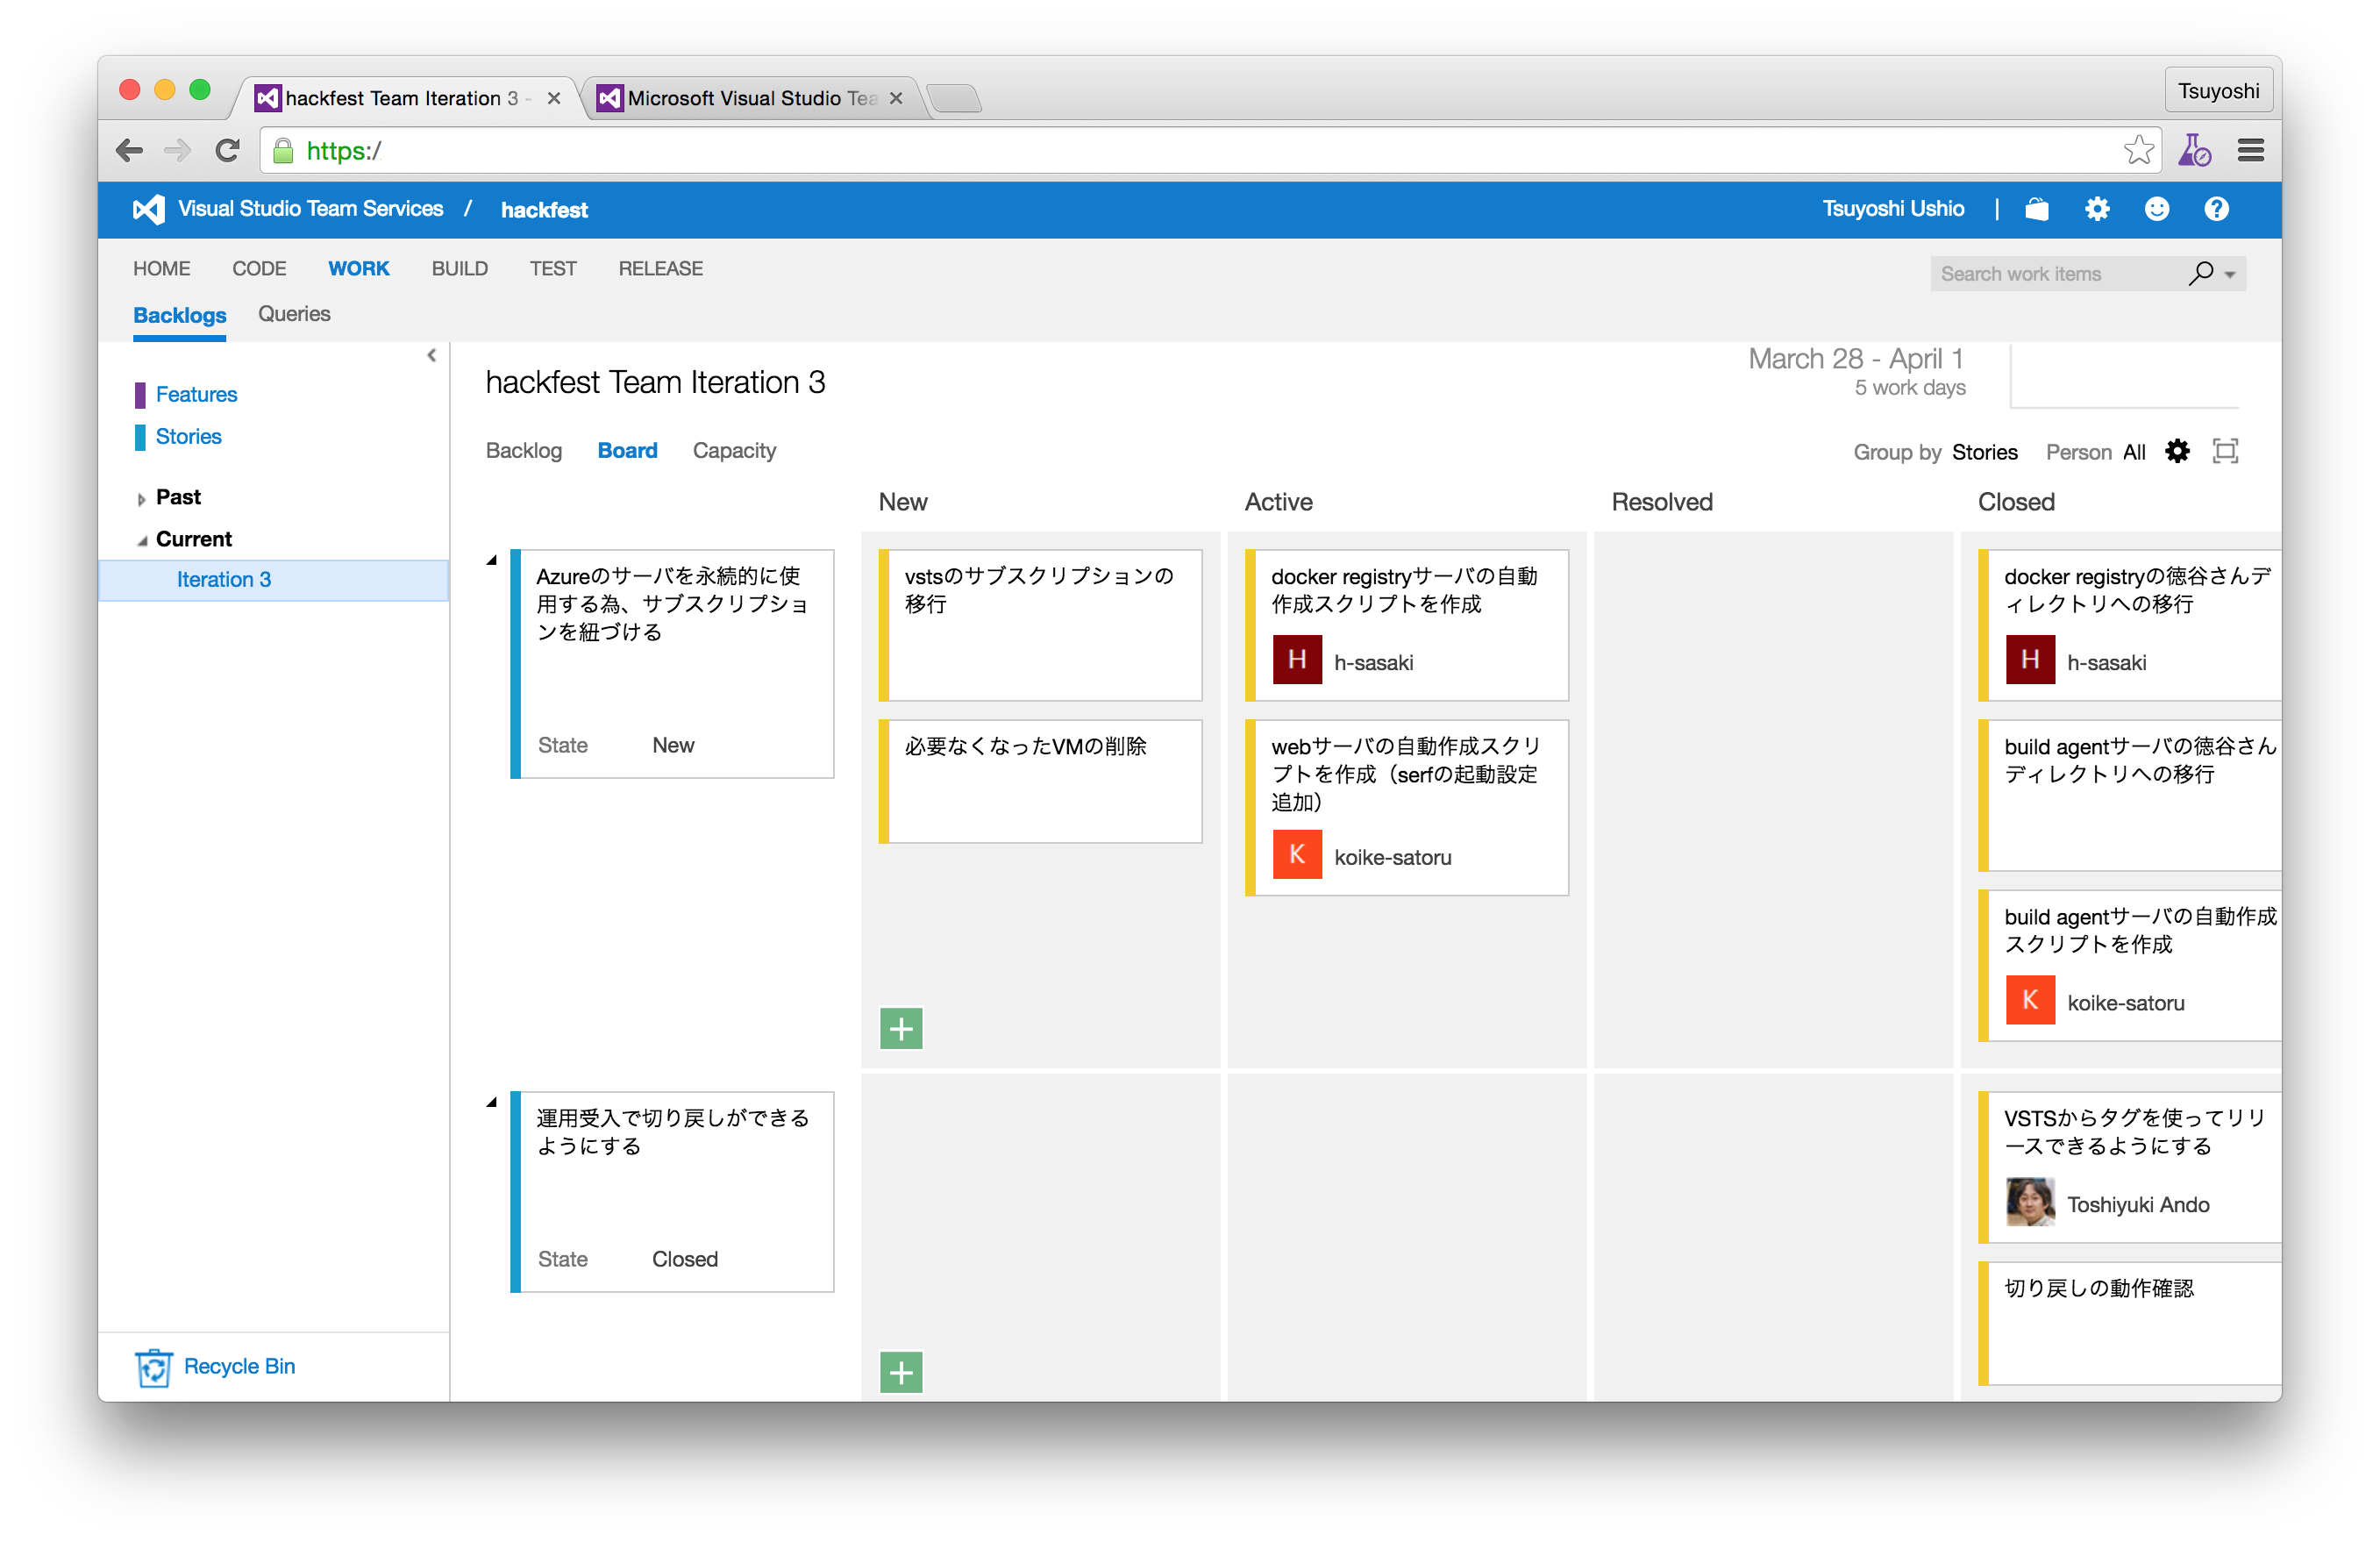 hackfest Team Iteration 3 -
Microsoft Visual Studio Tea
Tsuyoshi
https:/
Visual Studio Team Services / hackfest
Tsuyoshi Ushio |
HOME CODE WORK BUILD TEST RELEASE
Search work items
Backlogs Queries
Features
Stories
Past
Current
Iteration 3
Recycle Bin
hackfest Team Iteration 3
March 28 - April 1
5 work days
Backlog Board Capacity
Group by Stories Person All
New Active Resolved Closed
Azureのサーバを永続的に使
用する為、サブスクリプショ
ンを紐づける
State New
vstsのサブスクリプションの
移行
必要なくなったVMの削除
docker registryサーバの自動
作成スクリプトを作成
H h-sasaki
webサーバの自動作成スクリ
プトを作成（serfの起動設定
追加）
K koike-satoru
docker registryの徳谷さんデ
ィレクトリへの移行
H h-sasaki
build agentサーバの徳谷さん
ディレクトリへの移行
build agentサーバの自動作成
スクリプトを作成
K koike-satoru
運用受入で切り戻しができる
ようにする
State Closed
VSTSからタグを使ってリリ
ースできるようにする
Toshiyuki Ando
切り戻しの動作確認